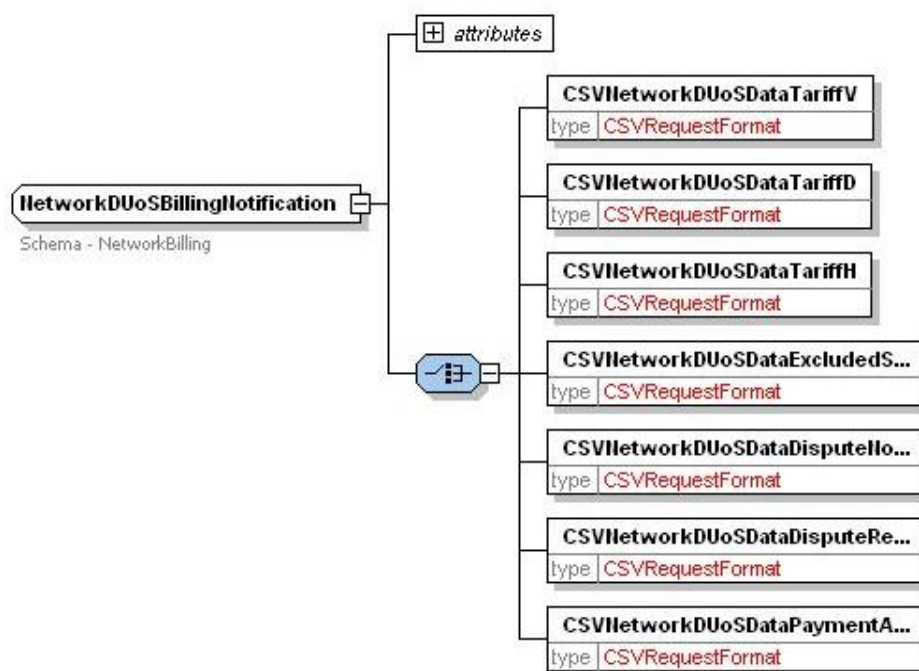 attributes
CSVNetworkDUoSDataTariffV
type CSVRequestFormat
CSVNetworkDUoSDataTariffD
type CSVRequestFormat
NetworkDUoSBillingNotification
Schema - NetworkBilling
CSVNetworkDUoSDataTariffH
type CSVRequestFormat
CSVNetworkDUoSDataExcludedS...
type CSVRequestFormat
CSVNetworkDUoSDataDisputeNo...
type CSVRequestFormat
CSVNetworkDUoSDataDisputeRe...
type CSVRequestFormat
CSVNetworkDUoSDataPaymentA...
type CSVRequestFormat